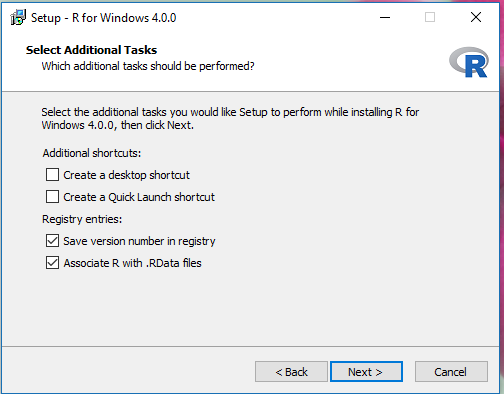 Setup - R for Windows 4.0.0
Select Additional Tasks
Which additional tasks should be performed?
R
Select the additional tasks you would like Setup to perform while installing R for
Windows 4.0.0, then click Next.
Additional shortcuts:
Create a desktop shortcut
Create a Quick Launch shortcut
Registry entries:
Save version number in registry
Associate R with .RData files
< Back
Next >
Cancel